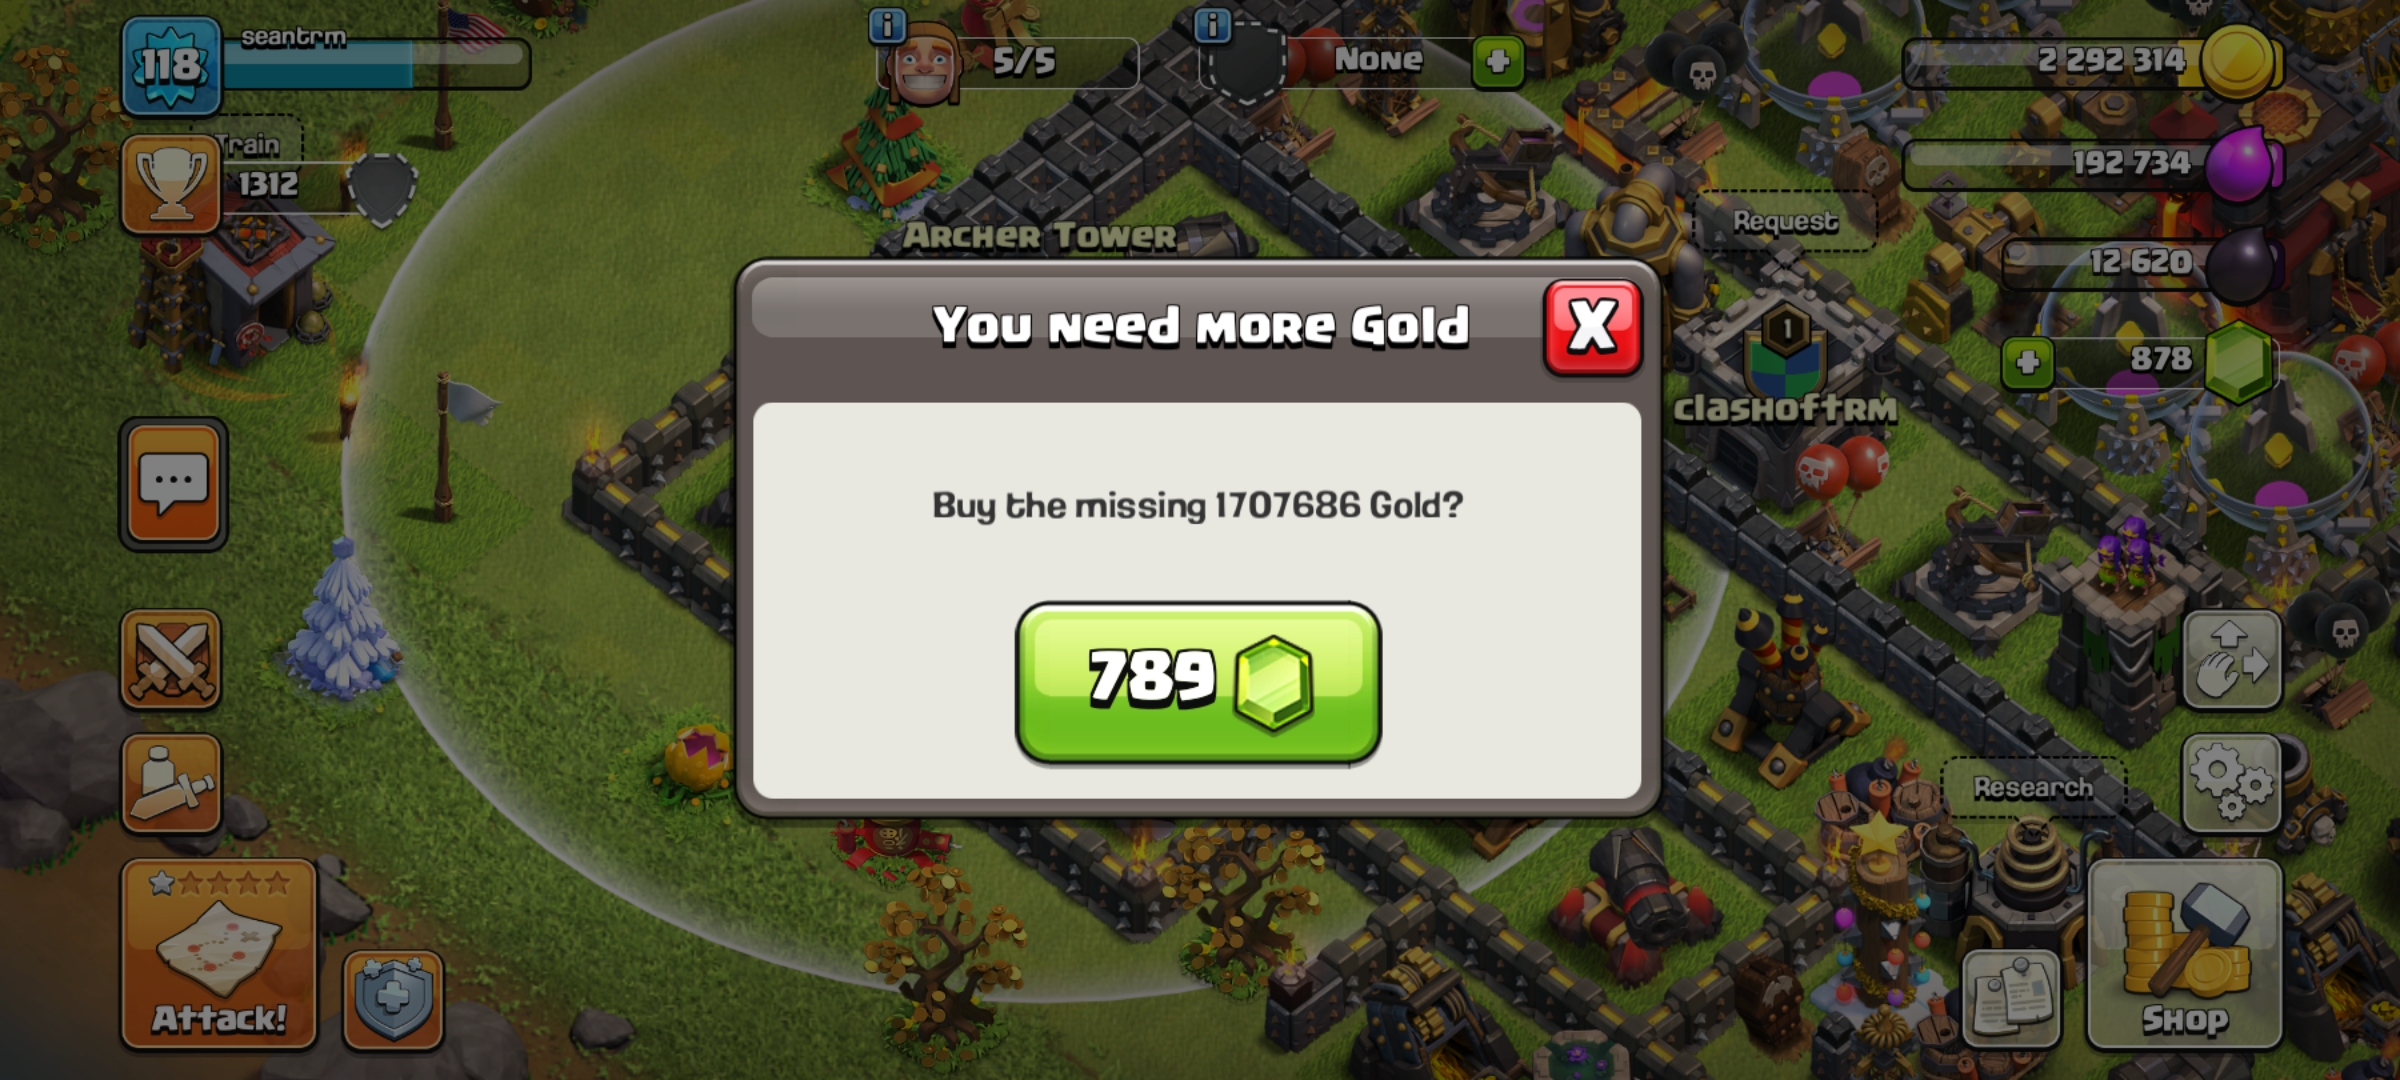 118
seantrm
5/5
None
2 292 314
Train
1312
192 734
Request
12 620
Archer Tower
You need more Gold
X
1
878
clashoftrm
Buy the missing 1707686 Gold?
789
Research
Attack!
Shop